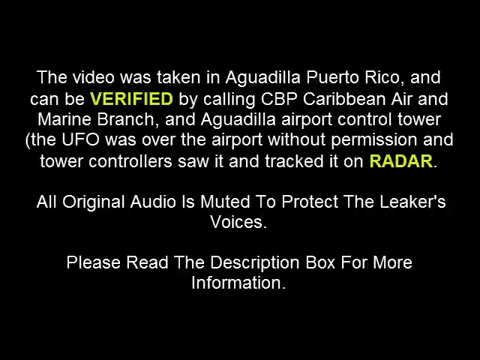 The video was taken in Aguadilla Puerto Rico, and
can be VERIFIED by calling CBP Caribbean Air and
Marine Branch, and Aguadilla airport control tower
(the UFO was over the airport without permission and
tower controllers saw it and tracked it on RADAR.
All Original Audio Is Muted To Protect The Leaker's
Voices.
Please Read The Description Box For More
Information.